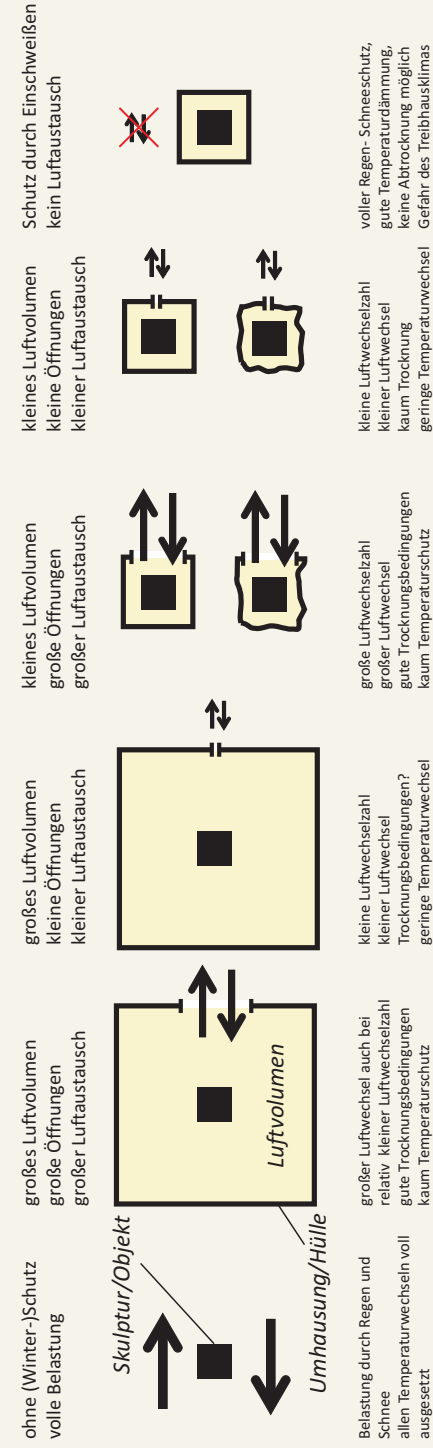 ohne (Winter-)Schutz
volle Belastung
großes Luftvolumen
große Öffnungen
großer Luftaustausch
großes Luftvolumen
kleine Öffnungen
kleiner Luftaustausch
kleines Luftvolumen
große Öffnungen
großer Luftaustausch
kleines Luftvolumen
kleine Öffnungen
kleiner Luftaustausch
Schutz durch Einschweißen
kein Luftaustausch
Skulptur/Objekt
Umhausung/Hülle
Luftvolumen
Belastung durch Regen und
Schnee
allen Temperaturwechseln voll
ausgesetzt
großer Luftwechsel auch bei
relativ kleiner Luftwechselzahl
gute Trocknungsbedingungen
kaum Temperaturschutz
kleine Luftwechselzahl
kleiner Luftwechsel
Trocknungsbedingungen?
geringe Temperaturwechsel
große Luftwechselzahl
großer Luftwechsel
gute Trocknungsbedingungen
kaum Temperaturschutz
kleine Luftwechselzahl
kleiner Luftwechsel
kaum Trocknung
geringe Temperaturwechsel
voller Regen- Schneeschutz,
gute Temperaturdämmung,
keine Abtrocknung möglich
Gefahr des Treibhausklimas